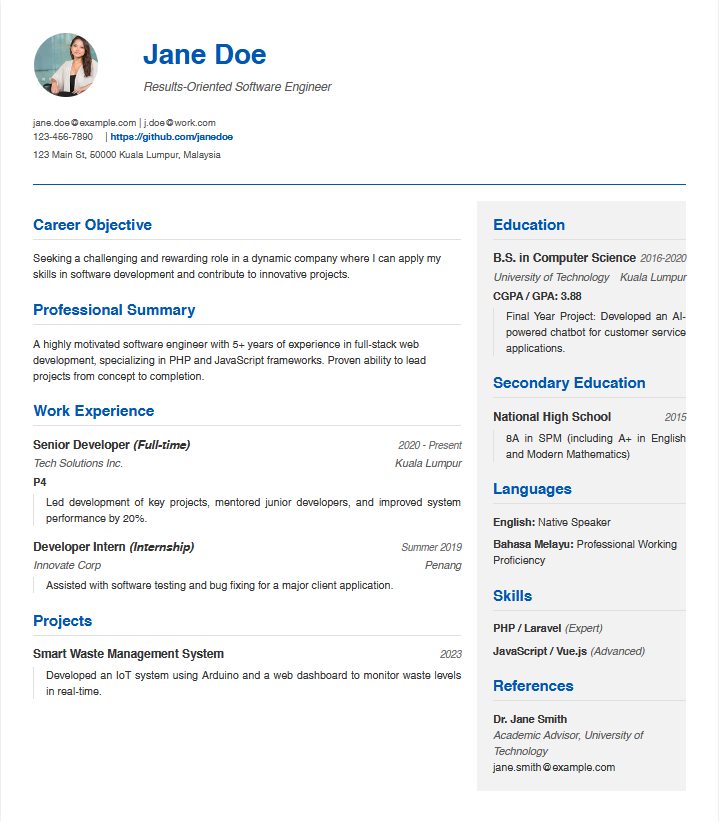 Jane Doe
Results-Oriented Software Engineer
jane.doe@example.com | j.doe@work.com
123-456-7890 | https://github.com/janedoe
123 Main St, 50000 Kuala Lumpur, Malaysia
Career Objective
Seeking a challenging and rewarding role in a dynamic company where I can apply my
skills in software development and contribute to innovative projects.
Professional Summary
A highly motivated software engineer with 5+ years of experience in full-stack web
development, specializing in PHP and JavaScript frameworks. Proven ability to lead
projects from concept to completion.
Work Experience
Senior Developer (Full-time) 2020 - Present
Tech Solutions Inc. Kuala Lumpur
P4
Led development of key projects, mentored junior developers, and improved system
performance by 20%.
Developer Intern (Internship) Summer 2019
Innovate Corp Penang
Assisted with software testing and bug fixing for a major client application.
Projects
Smart Waste Management System 2023
Developed an IoT system using Arduino and a web dashboard to monitor waste levels
in real-time.
Education
B.S. in Computer Science 2016-2020
University of Technology Kuala Lumpur
CGPA / GPA: 3.88
Final Year Project: Developed an AI-
powered chatbot for customer service
applications.
Secondary Education
National High School 2015
8A in SPM (including A+ in English
and Modern Mathematics)
Languages
English: Native Speaker
Bahasa Melayu: Professional Working
Proficiency
Skills
PHP / Laravel (Expert)
JavaScript / Vue.js (Advanced)
References
Dr. Jane Smith
Academic Advisor, University of
Technology
jane.smith@example.com